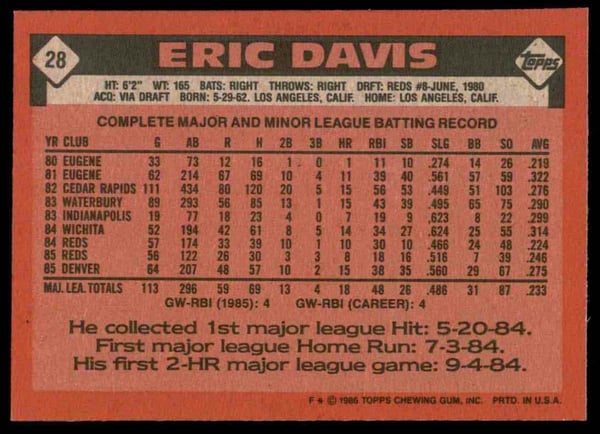 28
ERIC DAVIS
Topps
HT: 6'2" WT: 165 BATS: RIGHT THROWS: RIGHT DRFT: REDS #8-JUNE, 1980
ACQ: VIA DRAFT BORN: 5-29-62, LOS ANGELES, CALIF. HOME: LOS ANGELES, CALIF.
COMPLETE MAJOR AND MINOR LEAGUE BATTING RECORD
YR CLUB G AB R H 2B 3B HR RBI SB SLG BB SO AVG
80 EUGENE 33 73 12 16 1 0 1 11 10 .274 14 26 .219
81 EUGENE 62 214 67 69 10 4 11 39 40 .561 57 59 .322
82 CEDAR RAPIDS 111 434 80 120 20 5 15 56 53 .449 51 103 .276
83 WATERBURY 89 293 56 85 13 1 15 43 39 .495 65 75 .290
83 INDIANAPOLIS 19 77 18 23 4 0 7 19 9 .623 8 22 .299
84 WICHITA 52 194 42 61 8 5 14 34 27 .624 25 55 .314
84 REDS 57 174 33 39 10 1 10 30 10 .466 24 48 .224
85 REDS 56 122 26 30 3 3 8 18 16 .516 7 39 .246
85 DENVER 64 207 48 57 10 2 15 38 35 .560 29 67 .275
MAJ. LEA. TOTALS 113 296 59 69 13 4 18 48 26 .486 31 87 .233
GW-RBI (1985): 4 GW-RBI (CAREER): 4
He collected 1st major league Hit: 5-20-84.
First major league Home Run: 7-3-84.
His first 2-HR major league game: 9-4-84.
F★ © 1986 TOPPS CHEWING GUM, INC. PRTD. IN U.S.A.